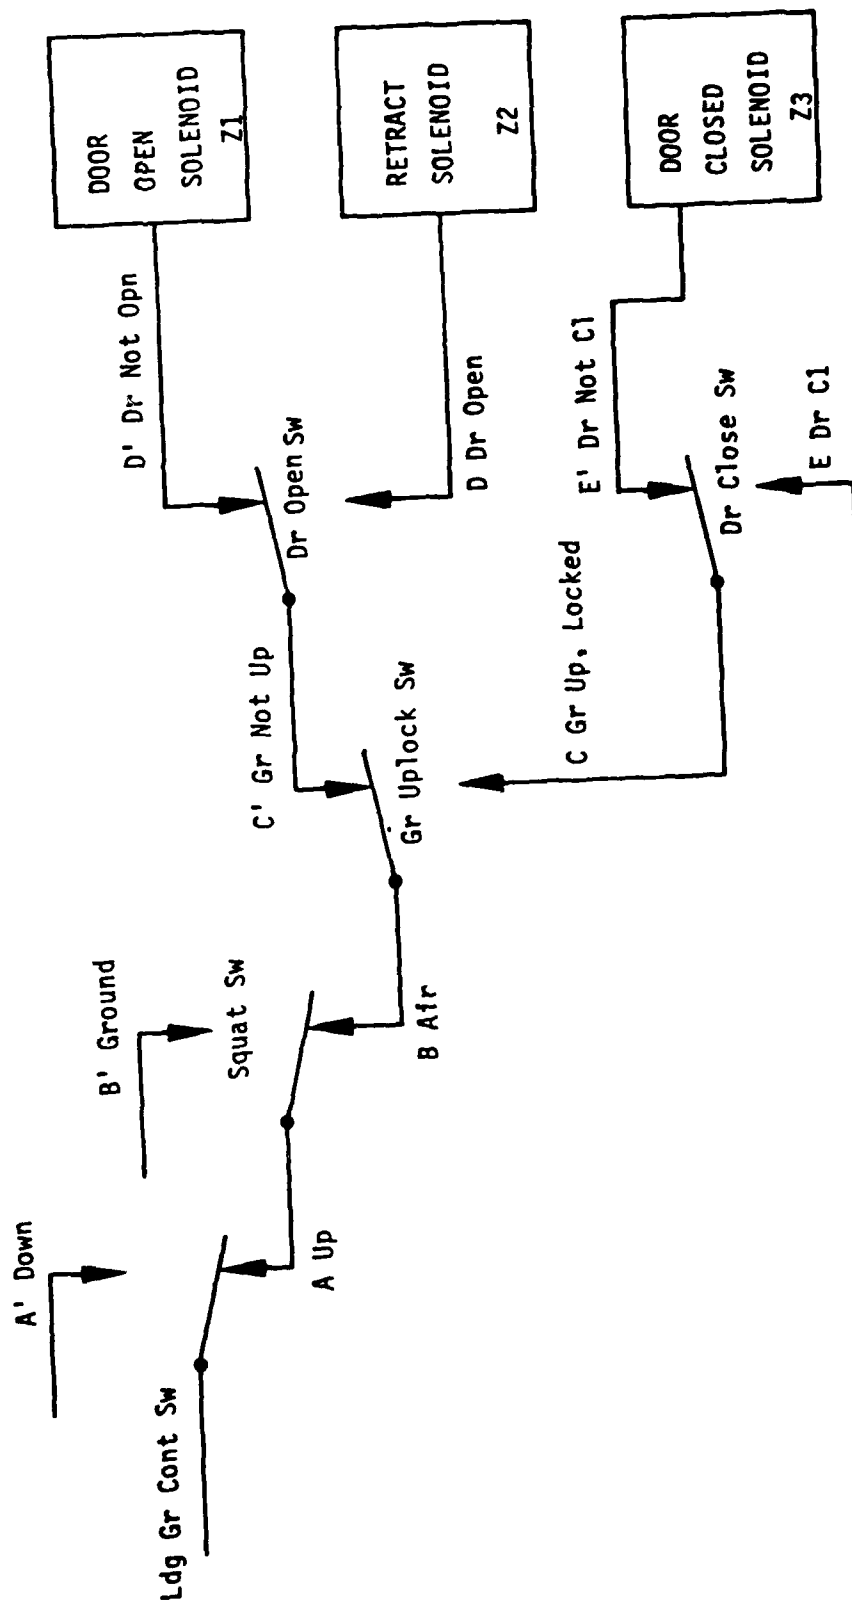 Ldg Gr Cont Sw
A' Down
A Up
B' Ground
Squat Sw
B Air
C' Gr Not Up
Gr Uplock Sw
C Gr Up, Locked
D' Dr Not Opn
Dr Open Sw
D Dr Open
E' Dr Not Cl
Dr Close Sw
E Dr Cl
DOOR
OPEN
SOLENOID
Z1
RETRACT
SOLENOID
Z2
DOOR
CLOSED
SOLENOID
Z3